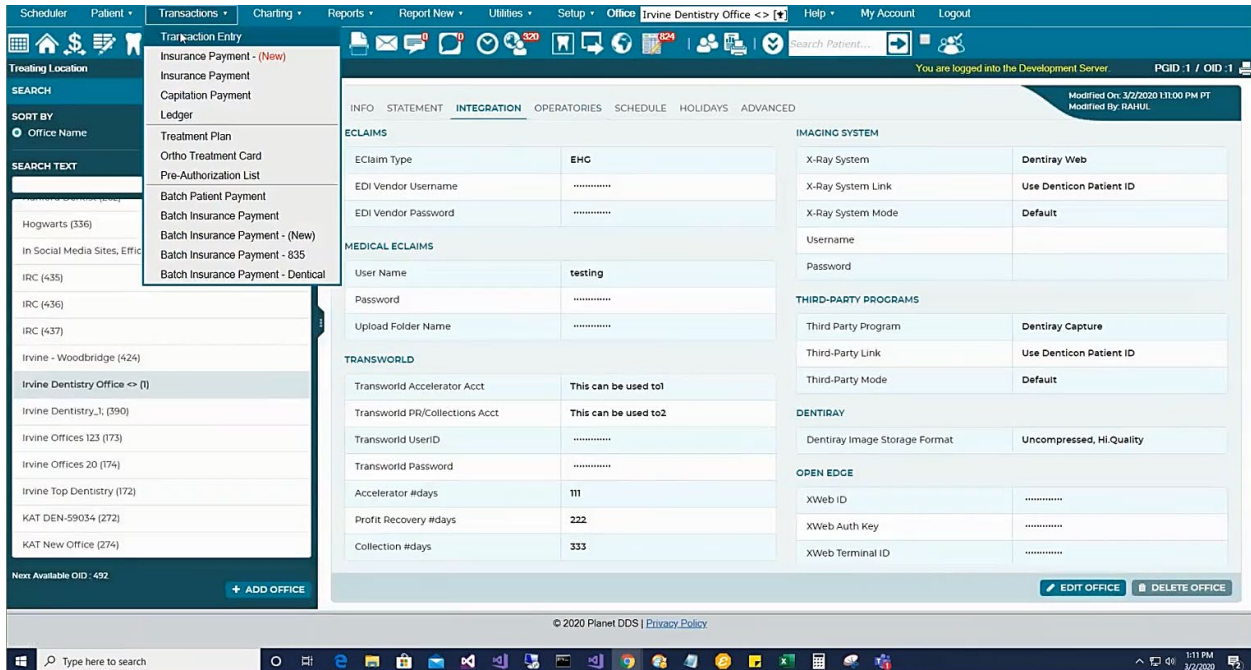 Scheduler Patient Transactions Charting Reports Report New Utilities Setup Office Irvine Dentistry Office <> [+] Help My Account Logout
320 824 Search Patient...
Treating Location You are logged into the Development Server. PGID :1 / OID :1
SEARCH
SORT BY
Office Name
SEARCH TEXT
Hogwarts (336)
In Social Media Sites, Effic
IRC (435)
IRC (436)
IRC (437)
Irvine - Woodbridge (424)
Irvine Dentistry Office <> (1)
Irvine Dentistry_1, (390)
Irvine Offices 123 (173)
Irvine Offices 20 (174)
Irvine Top Dentistry (172)
KAT DEN-59034 (272)
KAT New Office (274)
Next Available OID : 492
+ ADD OFFICE
Transaction Entry
Insurance Payment - (New)
Insurance Payment
Capitation Payment
Ledger
Treatment Plan
Ortho Treatment Card
Pre-Authorization List
Batch Patient Payment
Batch Insurance Payment
Batch Insurance Payment - (New)
Batch Insurance Payment - 835
Batch Insurance Payment - Dentical
INFO STATEMENT INTEGRATION OPERATORIES SCHEDULE HOLIDAYS ADVANCED
Modified On: 3/2/2020 1:11:00 PM PT
Modified By: RAHUL
ECLAIMS
EClaim Type EHG
EDI Vendor Username ••••••••••••
EDI Vendor Password ••••••••••••
MEDICAL ECLAIMS
User Name testing
Password ••••••••••••
Upload Folder Name ••••••••••••
TRANSWORLD
Transworld Accelerator Acct This can be used to1
Transworld PR/Collections Acct This can be used to2
Transworld UserID ••••••••••••
Transworld Password ••••••••••••
Accelerator #days 111
Profit Recovery #days 222
Collection #days 333
IMAGING SYSTEM
X-Ray System Dentiray Web
X-Ray System Link Use Denticon Patient ID
X-Ray System Mode Default
Username
Password
THIRD-PARTY PROGRAMS
Third Party Program Dentiray Capture
Third-Party Link Use Denticon Patient ID
Third-Party Mode Default
DENTIRAY
Dentiray Image Storage Format Uncompressed, Hi.Quality
OPEN EDGE
XWeb ID ••••••••••••
XWeb Auth Key ••••••••••••
XWeb Terminal ID ••••••••••••
EDIT OFFICE DELETE OFFICE
© 2020 Planet DDS | Privacy Policy
Type here to search
1:11 PM
3/2/2020